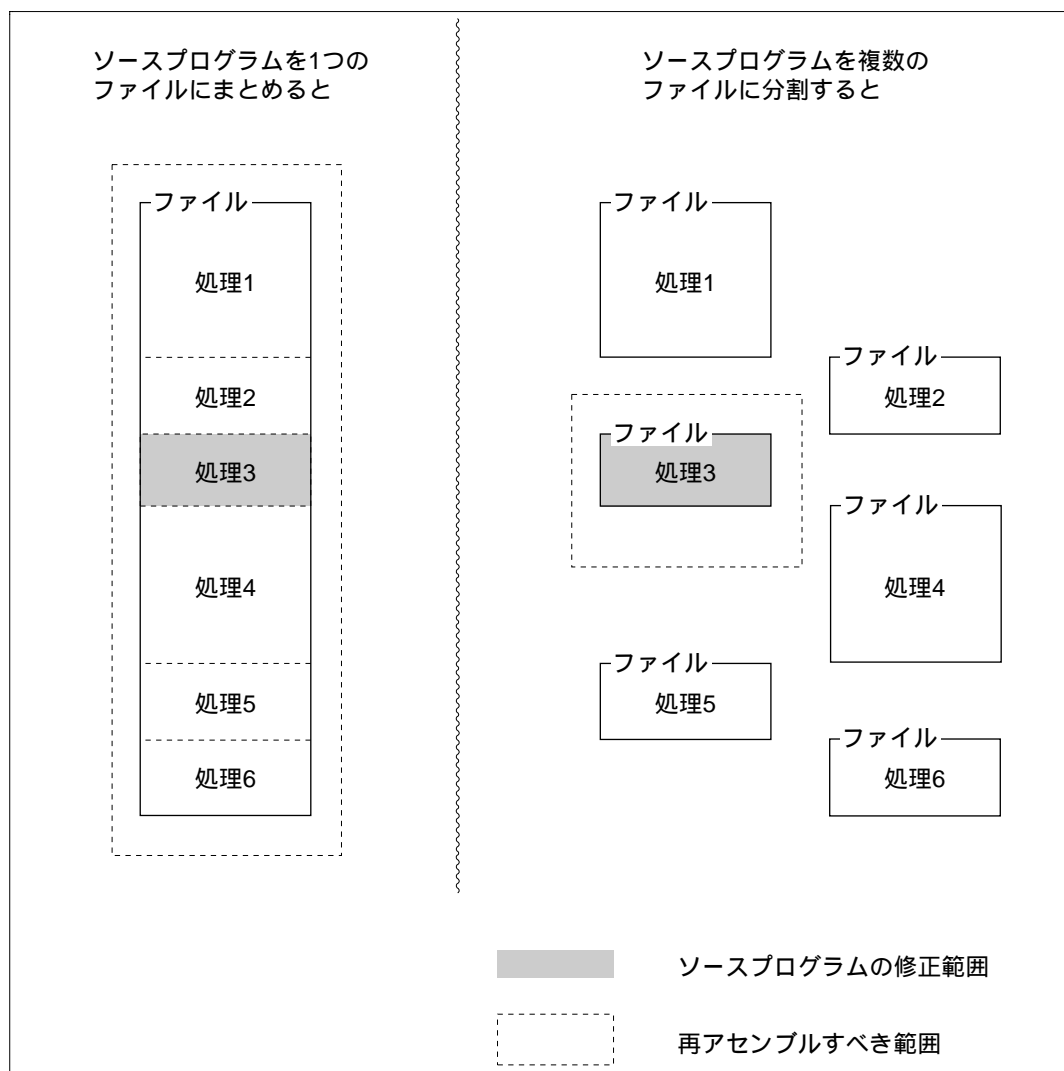 ソースプログラムを1つの
ファイルにまとめると
ファイル
処理1
処理2
処理3
処理4
処理5
処理6
ソースプログラムを複数の
ファイルに分割すると
ファイル
処理1
ファイル
処理2
ファイル
処理3
ファイル
処理4
ファイル
処理5
ファイル
処理6
ソースプログラムの修正範囲
再アセンブルすべき範囲